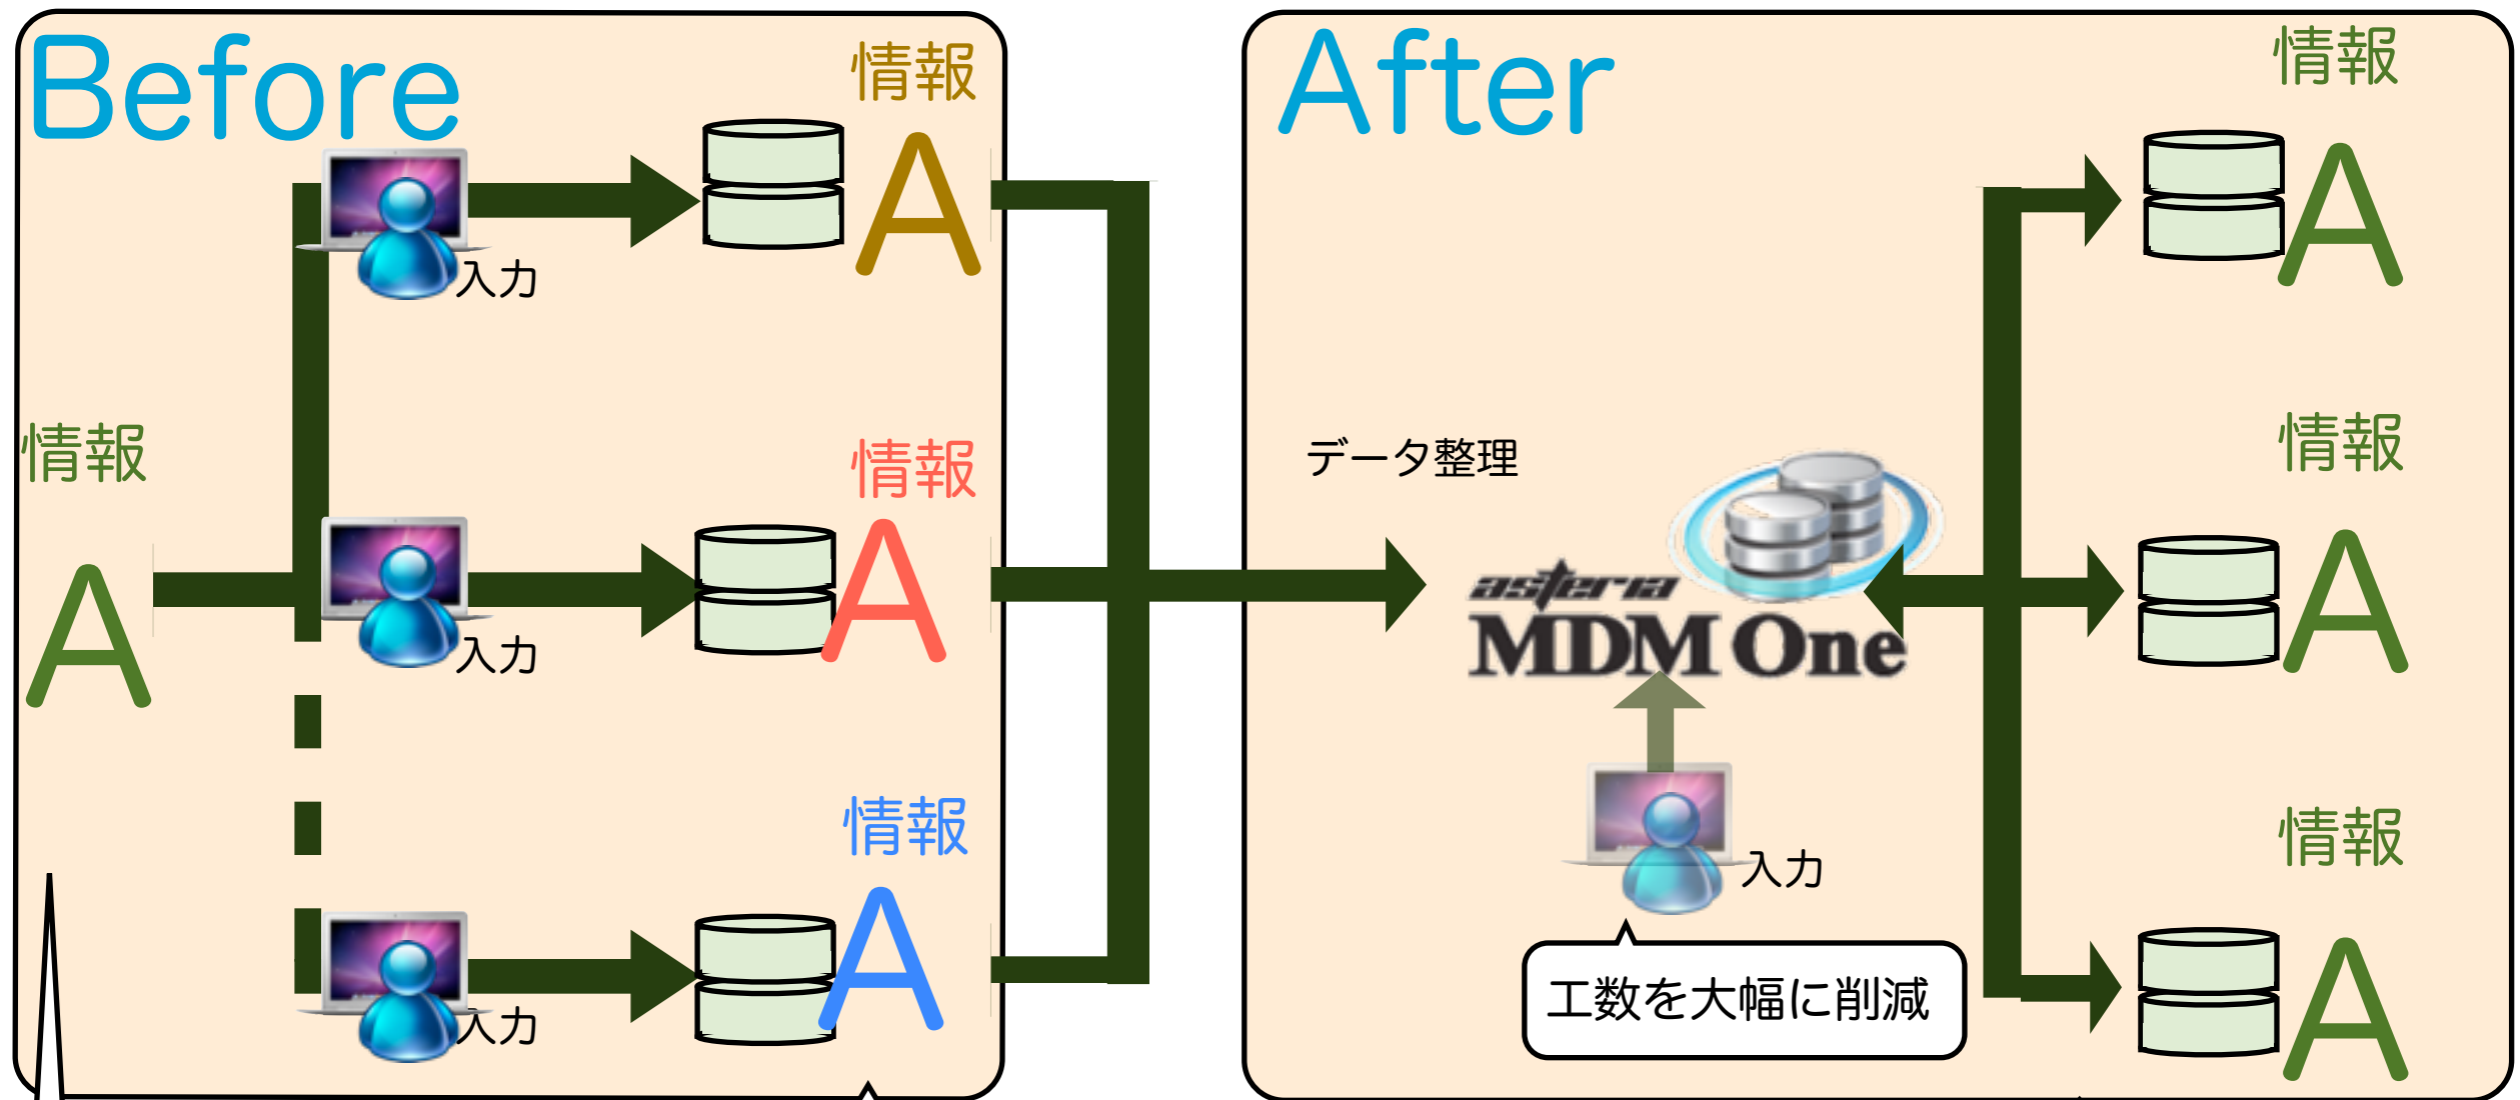 Before
情報
A
入力
情報
A
入力
情報
A
入力
情報
A
After
データ整理
asteria
MDM One
入力
工数を大幅に削減
情報
A
情報
A
情報
A